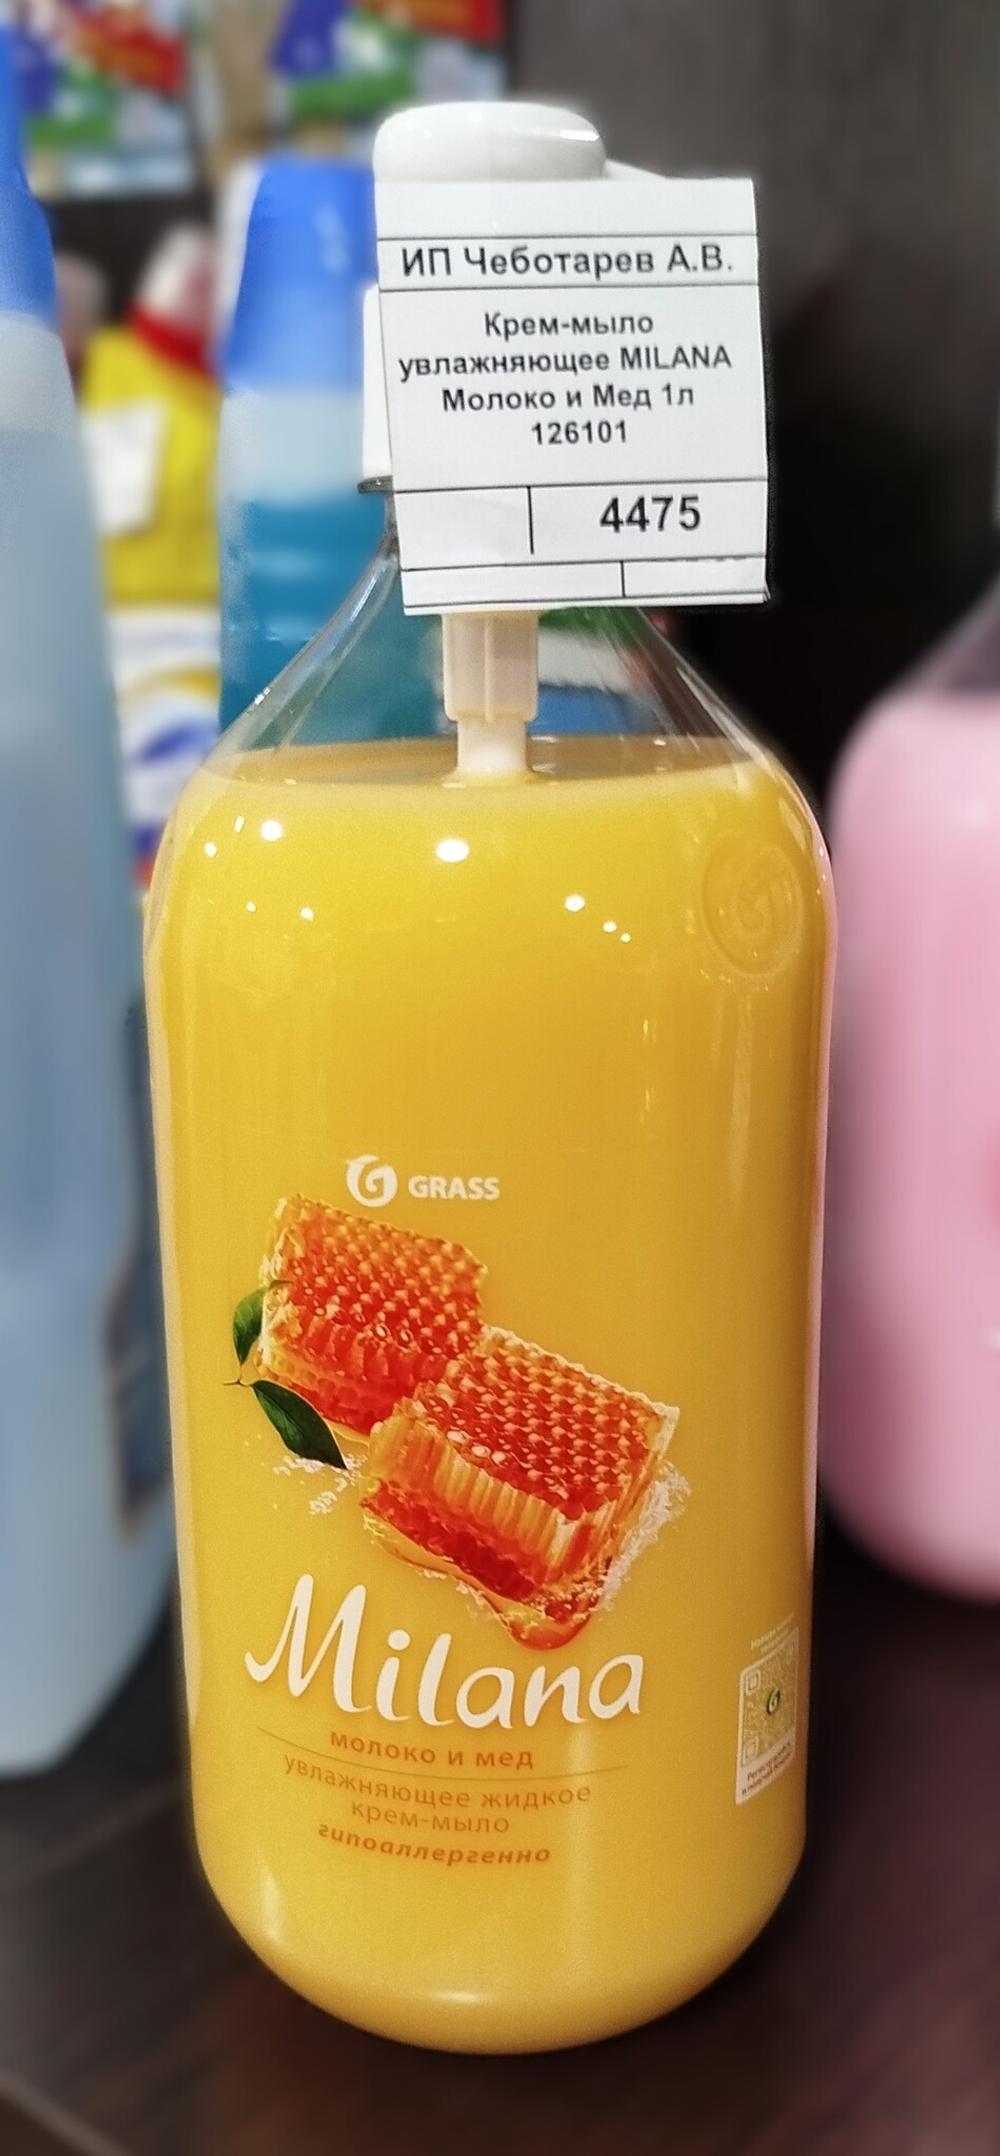 ИП Чеботарев А.В.
Крем-мыло
увлажняющее MILANA
Молоко и Мед 1л
126101
4475
GRASS
Milana
молоко и мед
увлажняющее жидкое
крем-мыло
гипоаллергенно